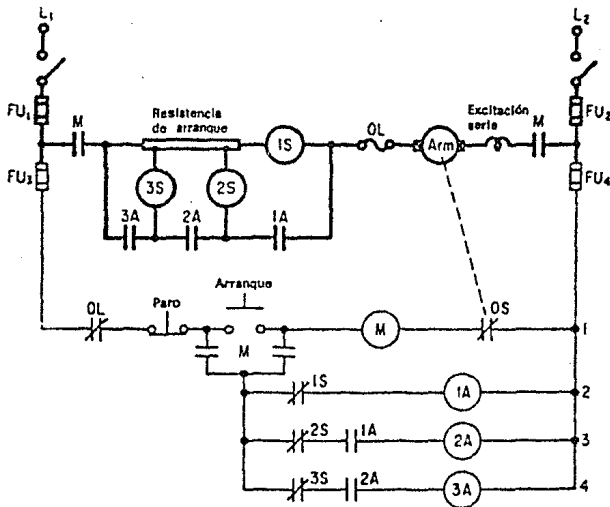 L1 L2
FU1 FU2
M Resistencia de arranque 1S OL Arm Excitación serie M
FU3 FU4
3S 2S
3A 2A 1A
OL Paro Arranque M M OS 1
1S 1A 2
2S 1A 2A 3
3S 2A 3A 4